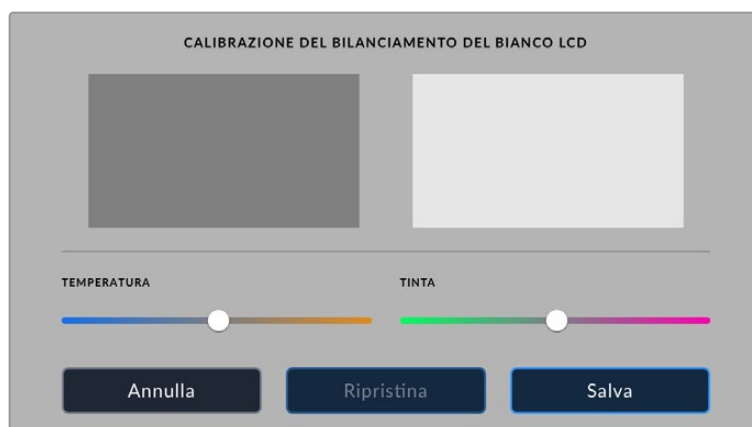 CALIBRAZIONE DEL BILANCIAMENTO DEL BIANCO LCD
TEMPERATURA
TINTA
Annulla
Ripristina
Salva